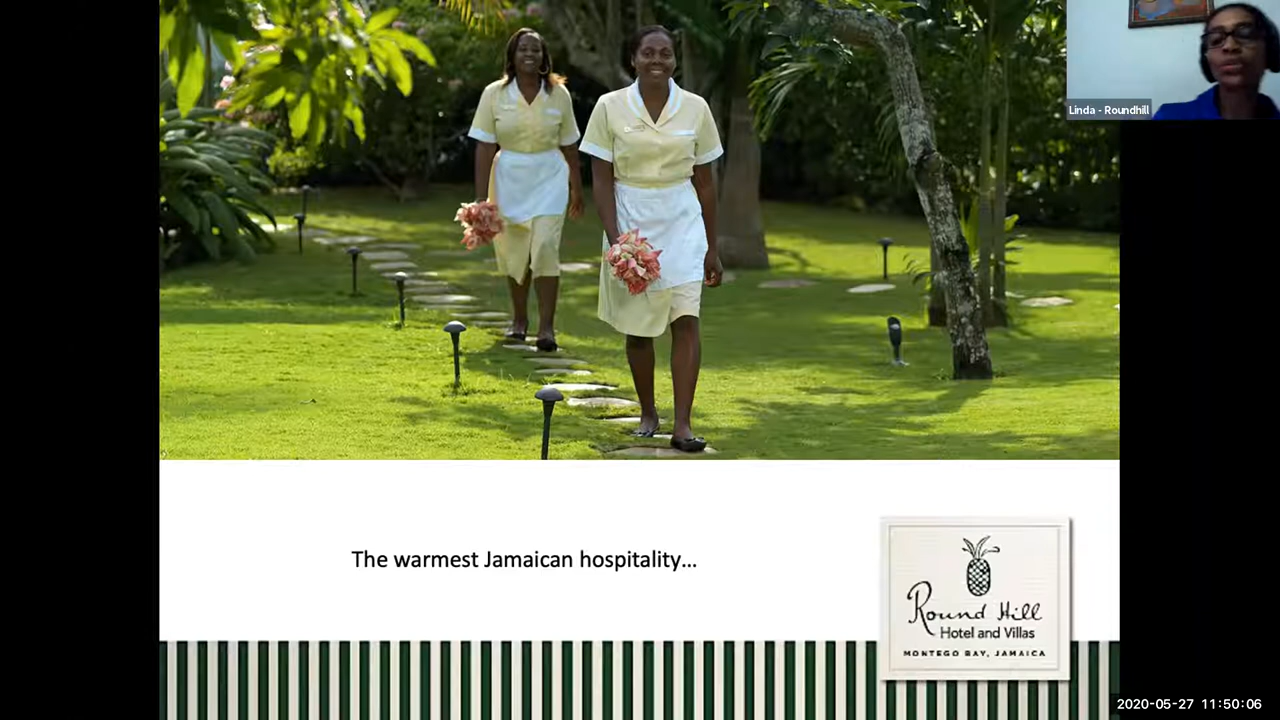 Linda - Roundhill
The warmest Jamaican hospitality...
Round Hill
Hotel and Villas
MONTEGO BAY, JAMAICA
2020-05-27 11:50:06